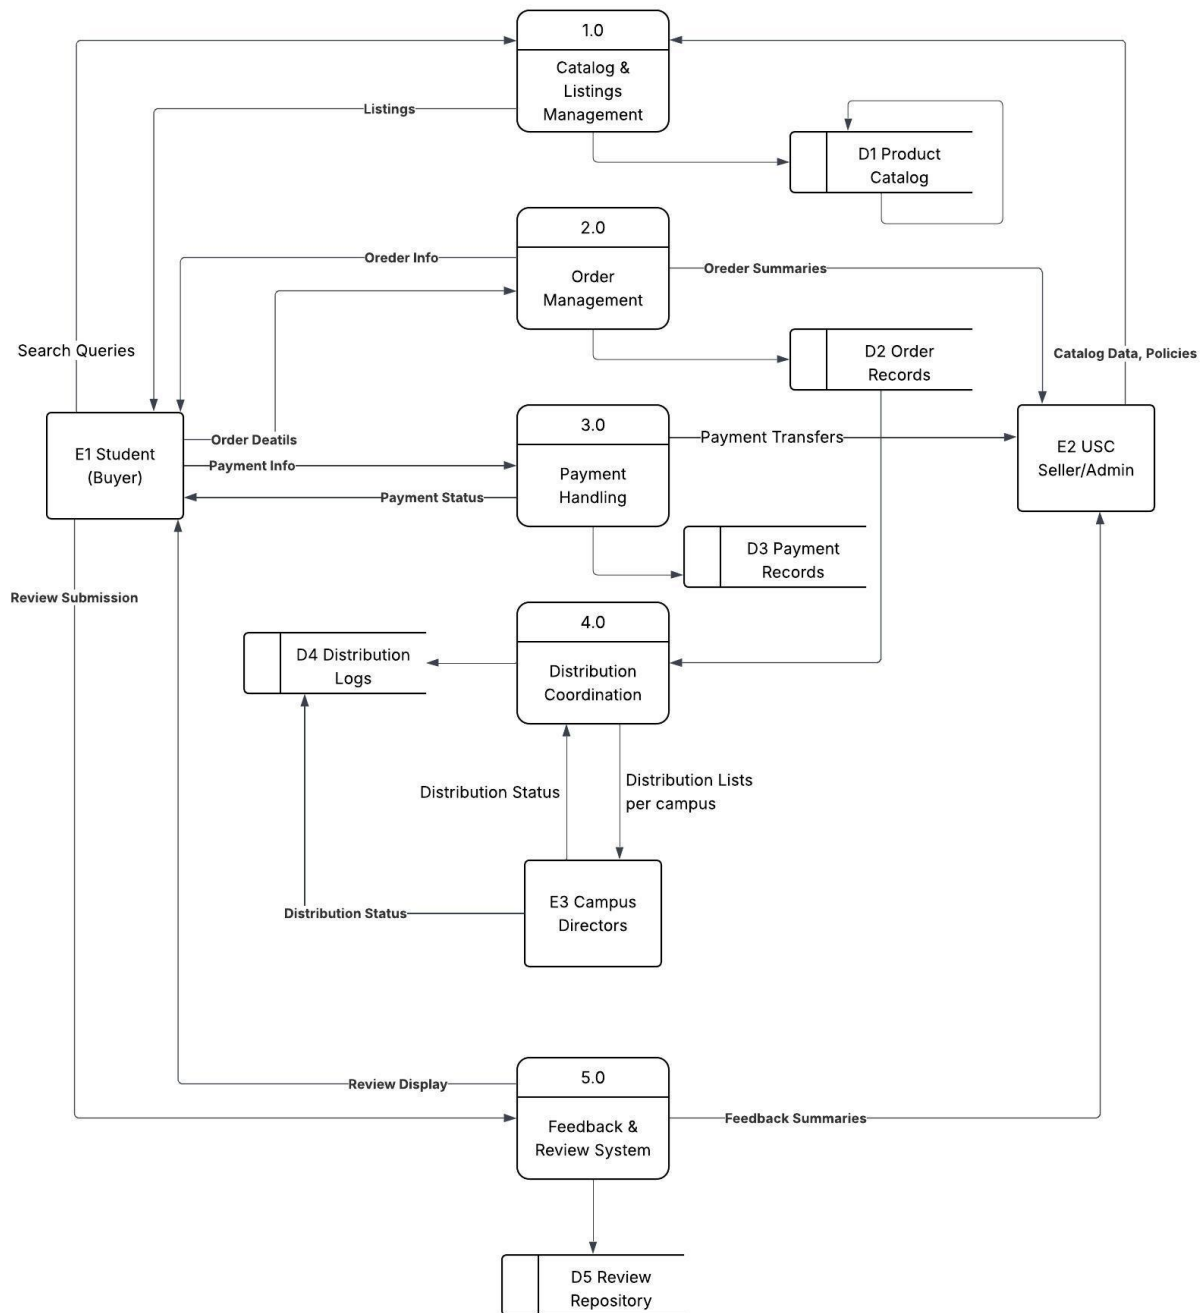 1.0
Catalog &
Listings
Management
Listings
D1 Product
Catalog
2.0
Oreder Info
Order
Management
Oreder Summaries
Search Queries
D2 Order
Records
Catalog Data, Policies
E1 Student
(Buyer)
Order Deatils
Payment Info
Payment Status
3.0
Payment
Handling
Payment Transfers
E2 USC
Seller/Admin
D3 Payment
Records
Review Submission
4.0
Distribution
Coordination
D4 Distribution
Logs
Distribution Status
Distribution Lists
per campus
E3 Campus
Directors
Distribution Status
5.0
Feedback &
Review System
Review Display
Feedback Summaries
D5 Review
Repository